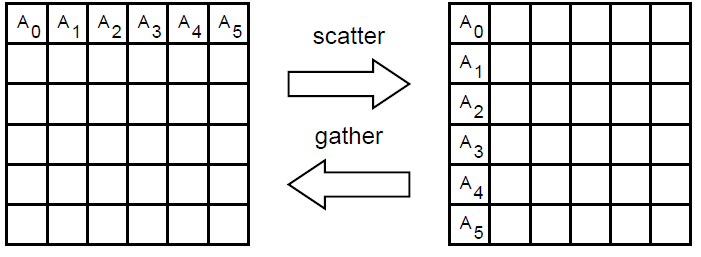 A0 A1 A2 A3 A4 A5
scatter
gather
A0
A1
A2
A3
A4
A5